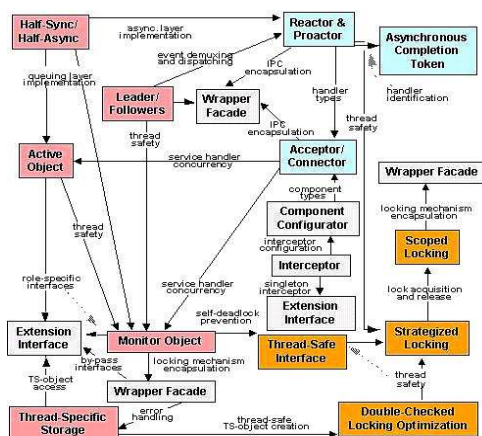 Half-Sync/
Half-Async
async. layer
implementation
Reactor &
Proactor
Asynchronous
Completion
Token
event demuxing
and dispatching
IPC
encapsulation
queuing layer
implementation
Leader/
Followers
Wrapper
Facade
handler
types
handler
identification
thread
safety
IPC
encapsulation
thread
safety
Active
Object
service handler
concurrency
Acceptor/
Connector
Wrapper Facade
component
types
locking mechanism
encapsulation
thread
safety
Component
Configurator
Scoped
Locking
interceptor
configuration
role-specific
interfaces
service handler
concurrency
Interceptor
lock acquisition
and release
singleton
interceptor
self-deadlock
prevention
Extension
Interface
Extension
Interface
Monitor Object
Thread-Safe
Interface
Strategized
Locking
by-pass
interfaces
locking mechanism
encapsulation
TS-object
access
Wrapper Facade
thread
safety
error
handling
Thread-Specific
Storage
thread-safe
TS-object creation
Double-Checked
Locking Optimization